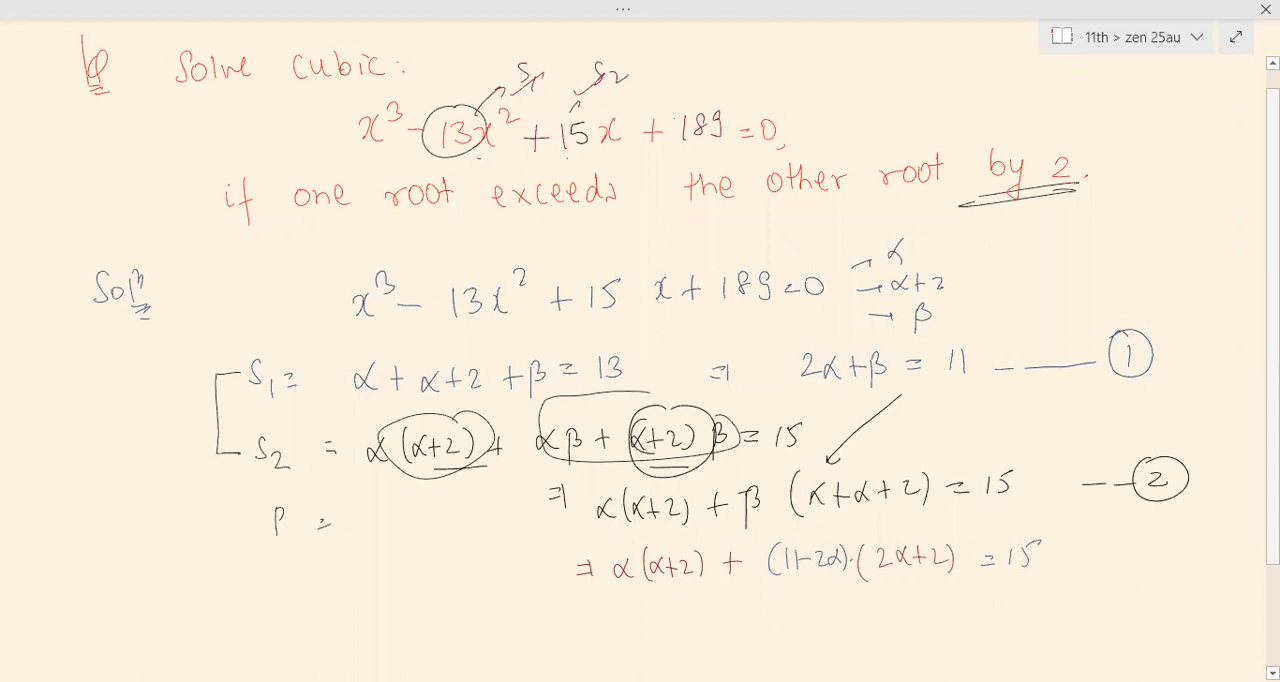 ...
11th > zen 25au
Q Solve cubic:
S1 S2
x³ - 13x² + 15x + 189 = 0,
if one root exceeds the other root by 2.
Solⁿ x³ - 13x² + 15 x + 189 = 0 → α
→ α+2
→ β
S1 = α + α+2 + β = 13 ⇒ 2α+β = 11 —— ①
S2 = α(α+2) + αβ + (α+2)β = 15
⇒ α(α+2) + β(α+α+2) = 15 —— ②
P =
⇒ α(α+2) + (11-2α)·(2α+2) = 15